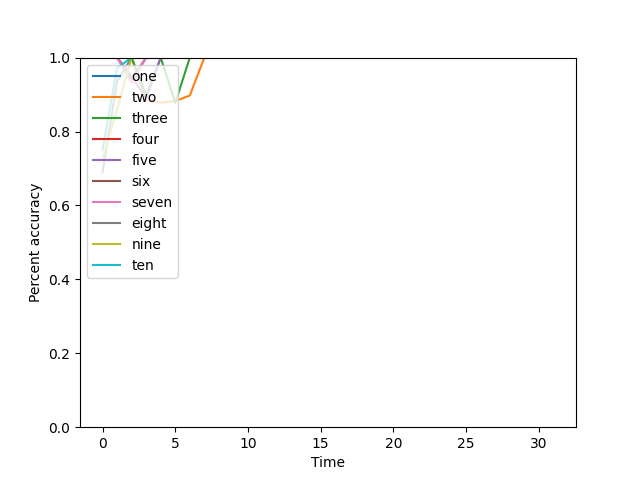 1.0
0.8
0.6
0.4
0.2
0.0
Percent accuracy
one
two
three
four
five
six
seven
eight
nine
ten
0 5 10 15 20 25 30
Time